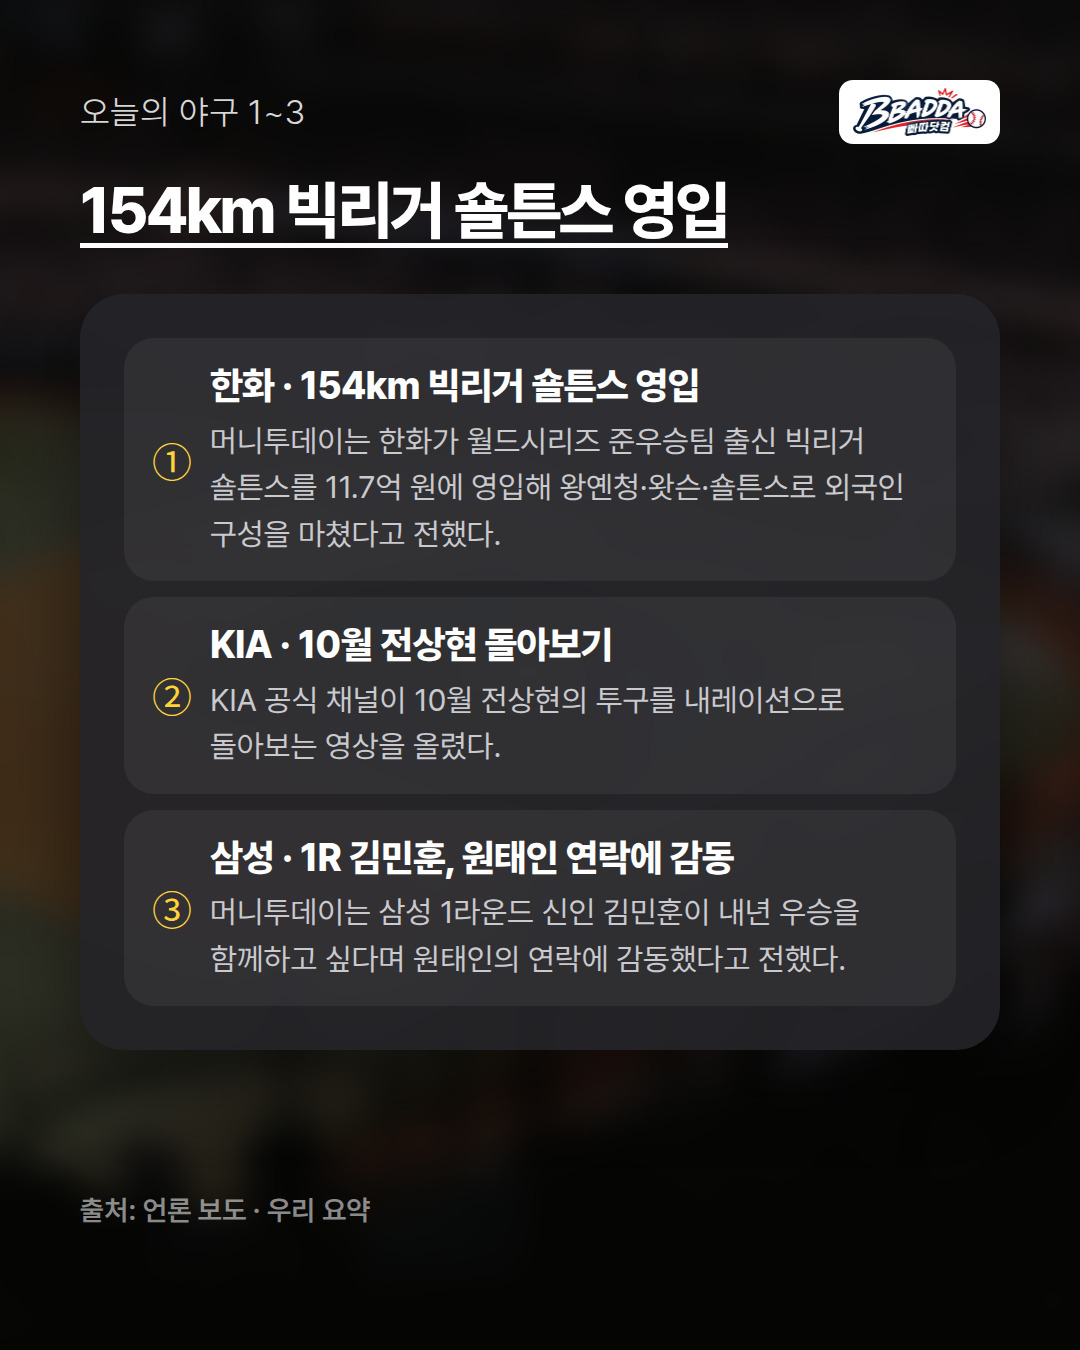 오늘의 야구 1~3
BBADDA
빠따닷컴
154km 빅리거 숄튼스 영입
① 한화 · 154km 빅리거 숄튼스 영입
머니투데이는 한화가 월드시리즈 준우승팀 출신 빅리거
숄튼스를 11.7억 원에 영입해 왕옌청·왓슨·숄튼스로 외국인
구성을 마쳤다고 전했다.
② KIA · 10월 전상현 돌아보기
KIA 공식 채널이 10월 전상현의 투구를 내레이션으로
돌아보는 영상을 올렸다.
③ 삼성 · 1R 김민훈, 원태인 연락에 감동
머니투데이는 삼성 1라운드 신인 김민훈이 내년 우승을
함께하고 싶다며 원태인의 연락에 감동했다고 전했다.
출처: 언론 보도 · 우리 요약